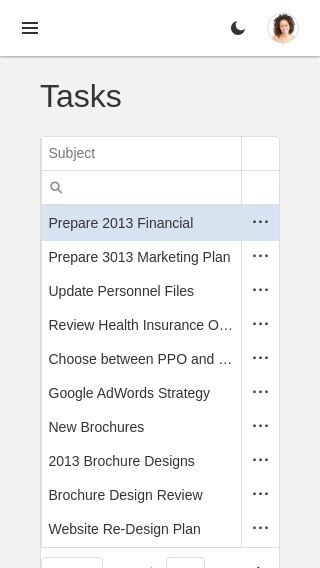 Tasks
Subject
Prepare 2013 Financial
Prepare 3013 Marketing Plan
Update Personnel Files
Review Health Insurance O...
Choose between PPO and ...
Google AdWords Strategy
New Brochures
2013 Brochure Design
Brochure Design Review
Website Re-Design Plan